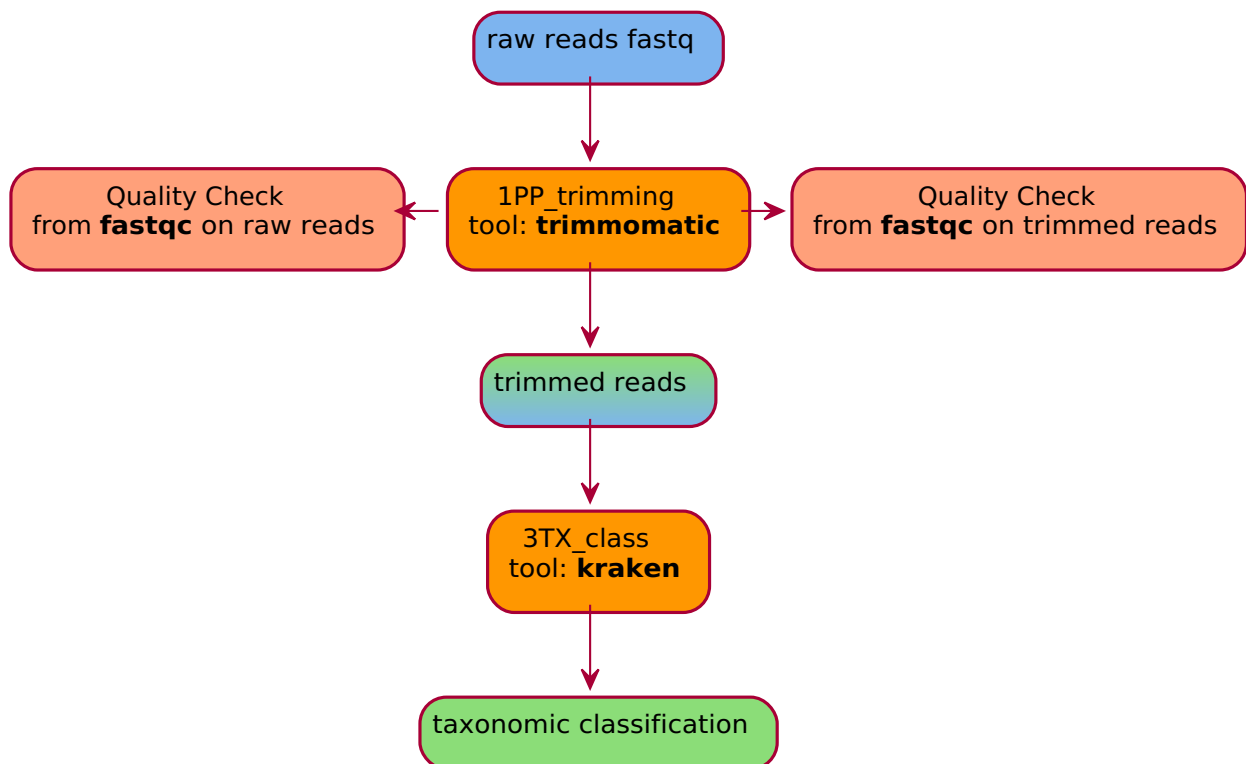 raw reads fastq
Quality Check
from fastqc on raw reads
1PP_trimming
tool: trimmomatic
Quality Check
from fastqc on trimmed reads
trimmed reads
3TX_class
tool: kraken
taxonomic classification